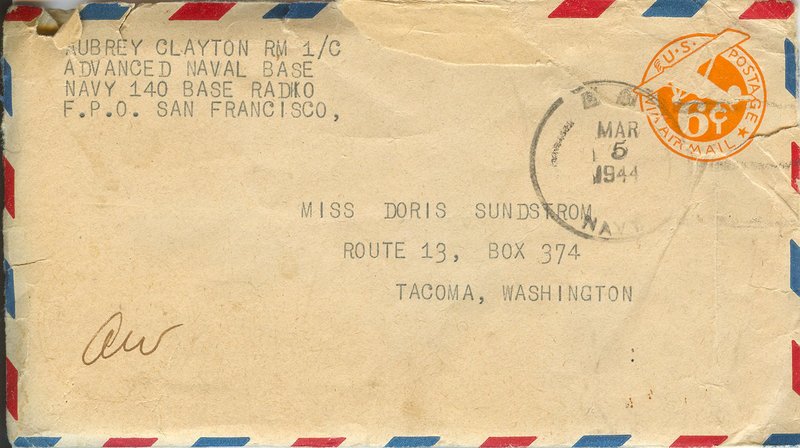 AUBREY CLAYTON RM 1/C
ADVANCED NAVAL BASE
NAVY 140 BASE RADIO
F.P.O. SAN FRANCISCO,
U.S. POSTAGE
6¢
VIA AIR MAIL
MAR
5
1944
NAVY
MISS DORIS SUNDSTROM
ROUTE 13, BOX 374
TACOMA, WASHINGTON